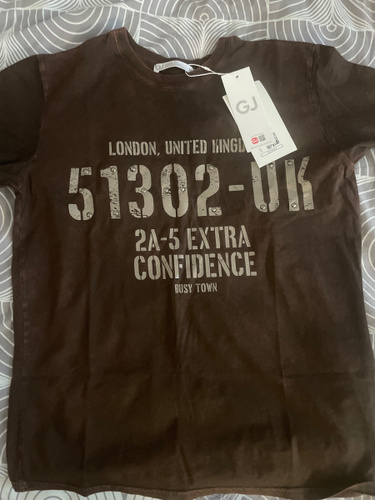 GJ
LONDON, UNITED KINGD
51302-UK
2A-5 EXTRA
CONFIDENCE
BUSY TOWN